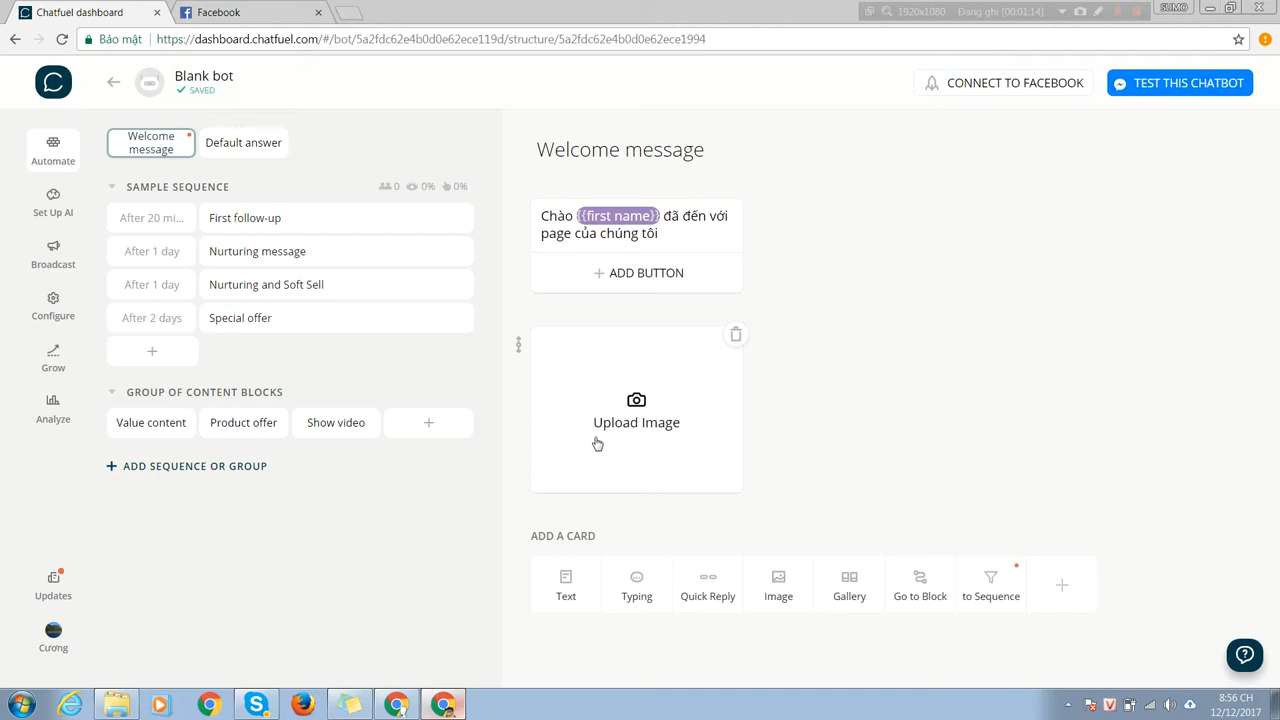 Chatfuel dashboard
Facebook
1920x1080
Đang ghi [00:01:14]
SUMO
Bảo mật
https://dashboard.chatfuel.com/#/bot/5a2fdc62e4b0d0e62ece119d/structure/5a2fdc62e4b0d0e62ece1994
Blank bot
SAVED
CONNECT TO FACEBOOK
TEST THIS CHATBOT
Automate
Set Up AI
Broadcast
Configure
Grow
Analyze
Updates
Cương
Welcome
message
Default answer
SAMPLE SEQUENCE
0
0%
0%
After 20 mi...
First follow-up
After 1 day
Nurturing message
After 1 day
Nurturing and Soft Sell
After 2 days
Special offer
GROUP OF CONTENT BLOCKS
Value content
Product offer
Show video
ADD SEQUENCE OR GROUP
Welcome message
Chào {{first name}} đã đến với
page của chúng tôi
ADD BUTTON
Upload Image
ADD A CARD
Text
Typing
Quick Reply
Image
Gallery
Go to Block
to Sequence
8:56 CH
12/12/2017